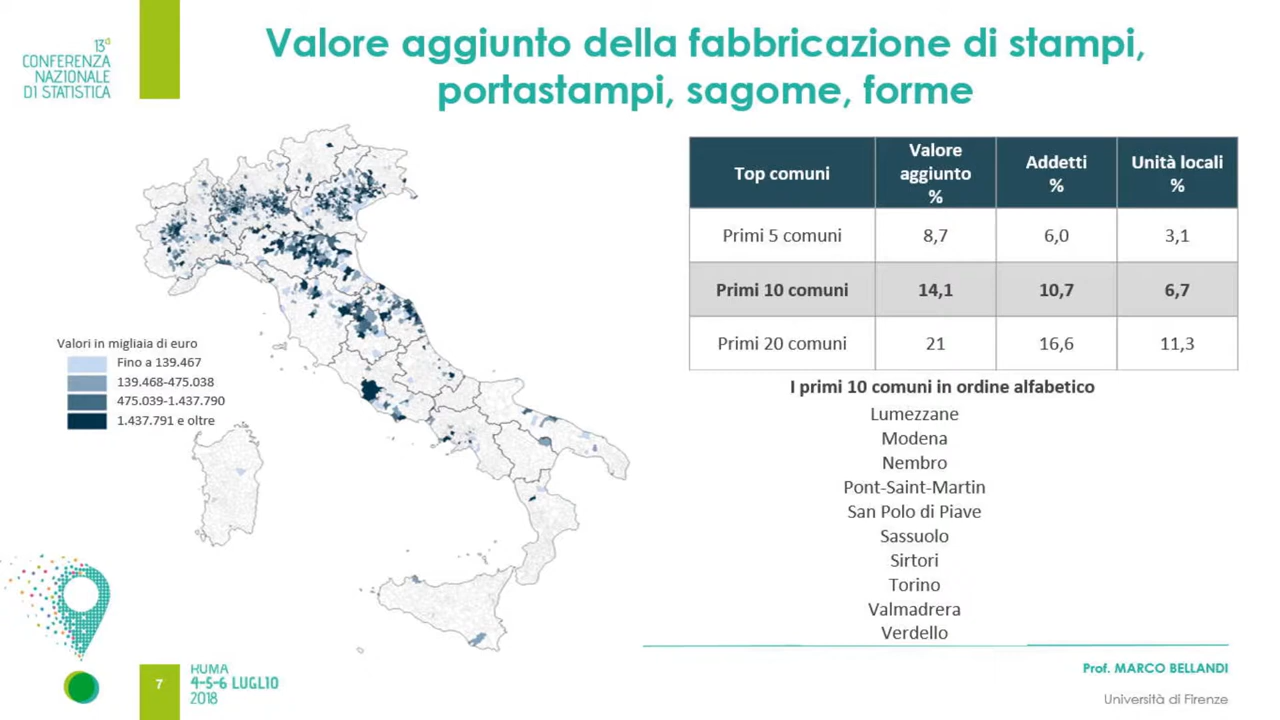 13ª
CONFERENZA
NAZIONALE
DI STATISTICA
Valore aggiunto della fabbricazione di stampi,
portastampi, sagome, forme
Top comuni
Valore
aggiunto
%
Addetti
%
Unità locali
%
Primi 5 comuni 8,7 6,0 3,1
Primi 10 comuni 14,1 10,7 6,7
Primi 20 comuni 21 16,6 11,3
Valori in migliaia di euro
Fino a 139.467
139.468-475.038
475.039-1.437.790
1.437.791 e oltre
I primi 10 comuni in ordine alfabetico
Lumezzane
Modena
Nembro
Pont-Saint-Martin
San Polo di Piave
Sassuolo
Sirtori
Torino
Valmadrera
Verdello
7
ROMA
4-5-6 LUGLIO
2018
Prof. MARCO BELLANDI
Università di Firenze